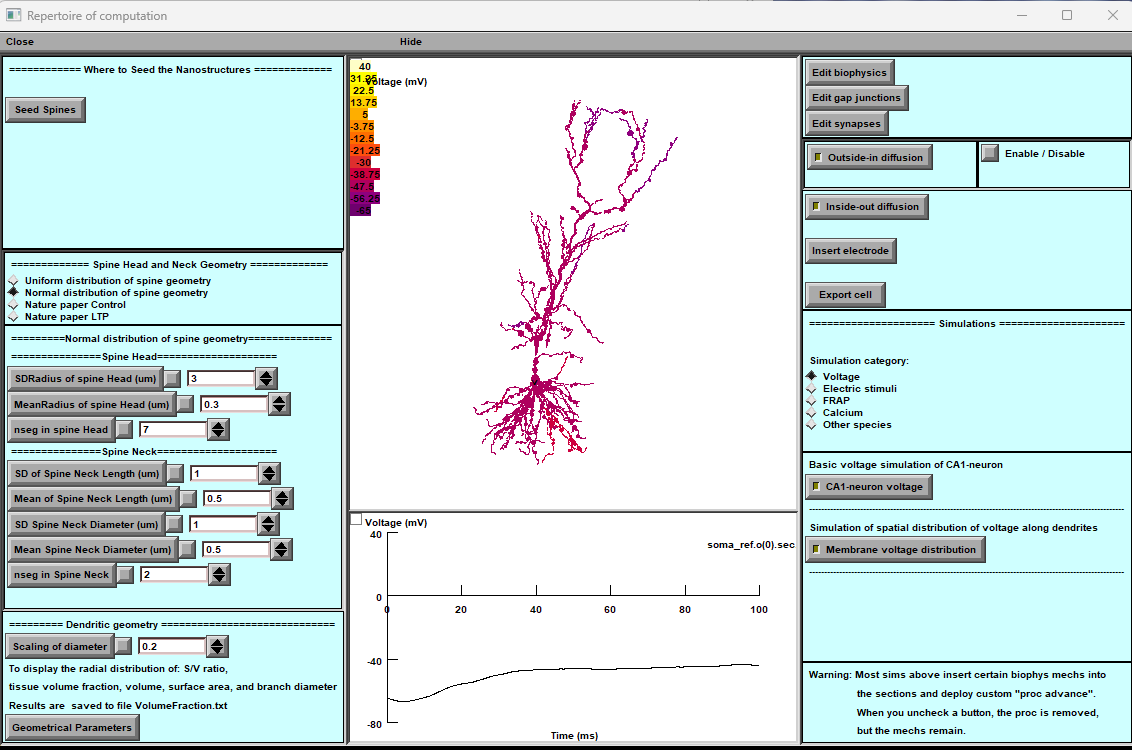 Repertoire of computation
Close
Hide
============ Where to Seed the Nanostructures =============
Seed Spines
============= Spine Head and Neck Geometry =============
Uniform distribution of spine geometry
Normal distribution of spine geometry
Nature paper Control
Nature paper LTP
=========Normal distribution of spine geometry==============
===============Spine Head====================
SDRadius of spine Head (um)
3
MeanRadius of spine Head (um)
0.3
nseg in spine Head
7
===============Spine Neck====================
SD of Spine Neck Length (um)
1
Mean of Spine Neck Length (um)
0.5
SD Spine Neck Diameter (um)
1
Mean Spine Neck Diameter (um)
0.5
nseg in Spine Neck
2
========= Dendritic geometry =============================
Scaling of diameter
0.2
To display the radial distribution of: S/V ratio,
tissue volume fraction, volume, surface area, and branch diameter
Results are saved to file VolumeFraction.txt
Geometrical Parameters
40
31.25
Voltage (mV)
22.5
13.75
5
-3.75
-12.5
-21.25
-30
-38.75
-47.5
-56.25
-65
Voltage (mV)
40
soma_ref.o(0).sec
0
0
20
40
60
80
100
-40
-80
Time (ms)
Edit biophysics
Edit gap junctions
Edit synapses
Outside-in diffusion
Enable / Disable
Inside-out diffusion
Insert electrode
Export cell
===================== Simulations =====================
Simulation category:
Voltage
Electric stimuli
FRAP
Calcium
Other species
Basic voltage simulation of CA1-neuron
CA1-neuron voltage
Simulation of spatial distribution of voltage along dendrites
Membrane voltage distribution
Warning: Most sims above insert certain biophys mechs into
the sections and deploy custom "proc advance".
When you uncheck a button, the proc is removed,
but the mechs remain.